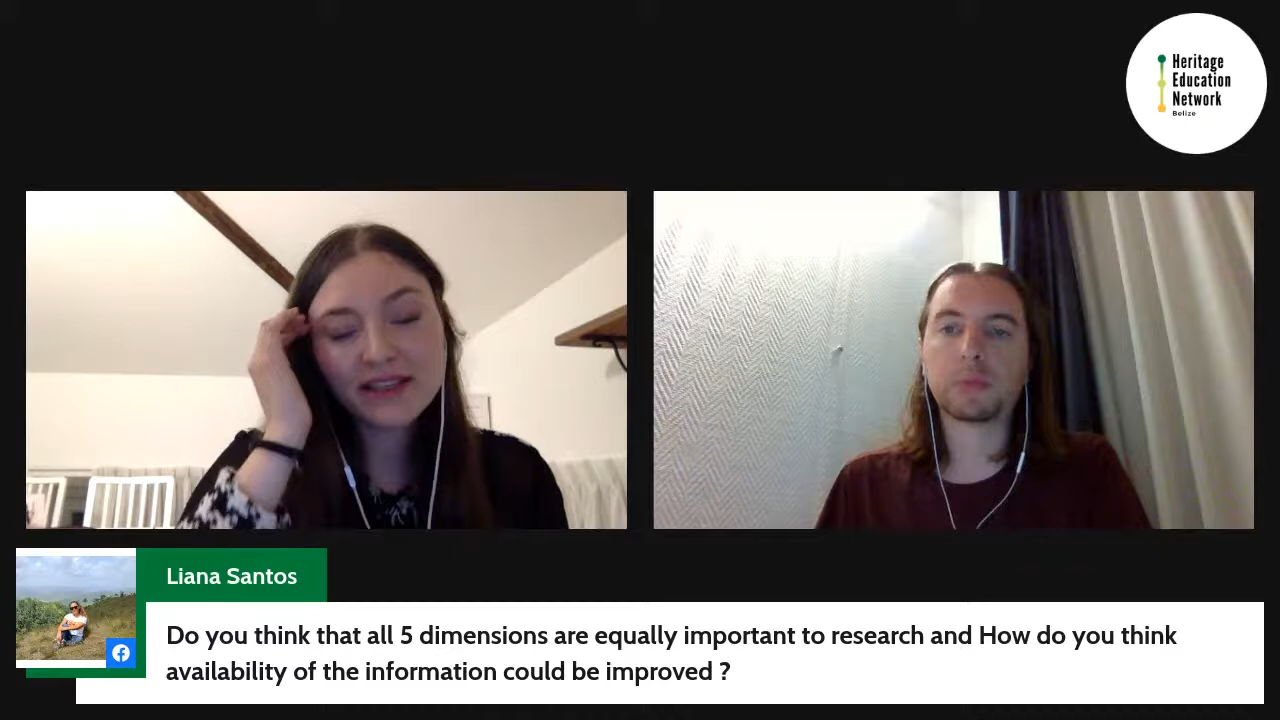 Heritage
Education
Network
Belize
Liana Santos
Do you think that all 5 dimensions are equally important to research and How do you think
availability of the information could be improved ?